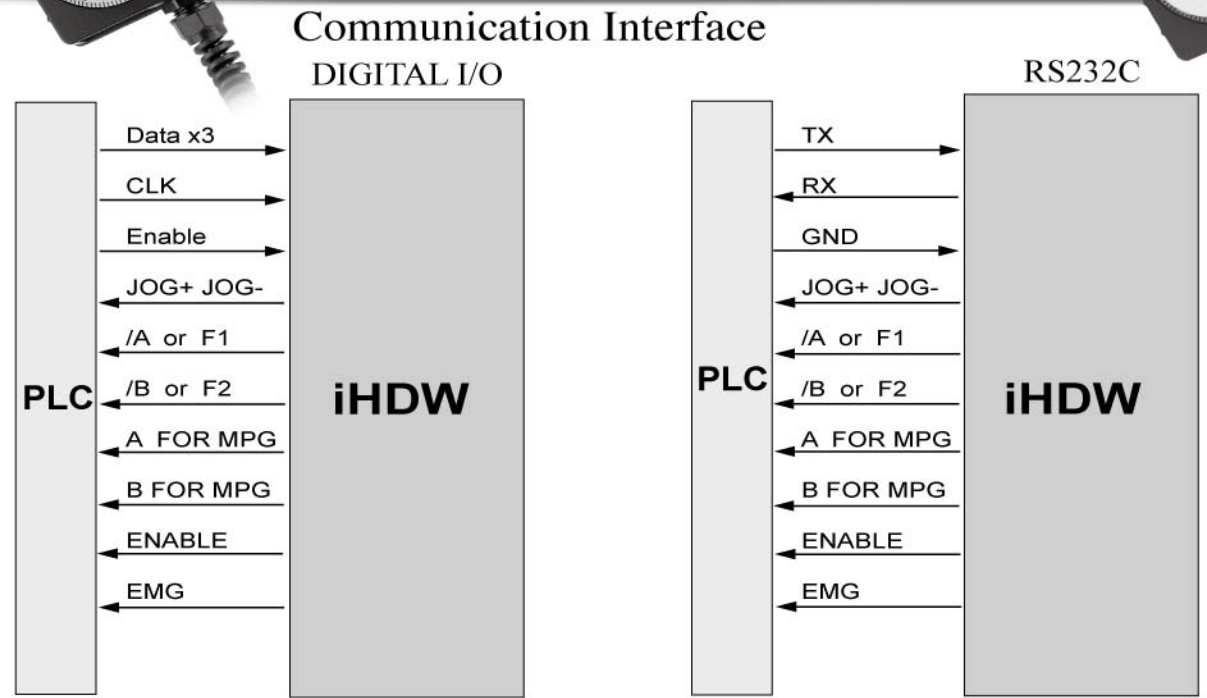 Communication Interface
DIGITAL I/O
Data x3
CLK
Enable
JOG+ JOG-
/A or F1
/B or F2
A FOR MPG
B FOR MPG
ENABLE
EMG
PLC
iHDW
RS232C
TX
RX
GND
JOG+ JOG-
/A or F1
/B or F2
A FOR MPG
B FOR MPG
ENABLE
EMG
PLC
iHDW